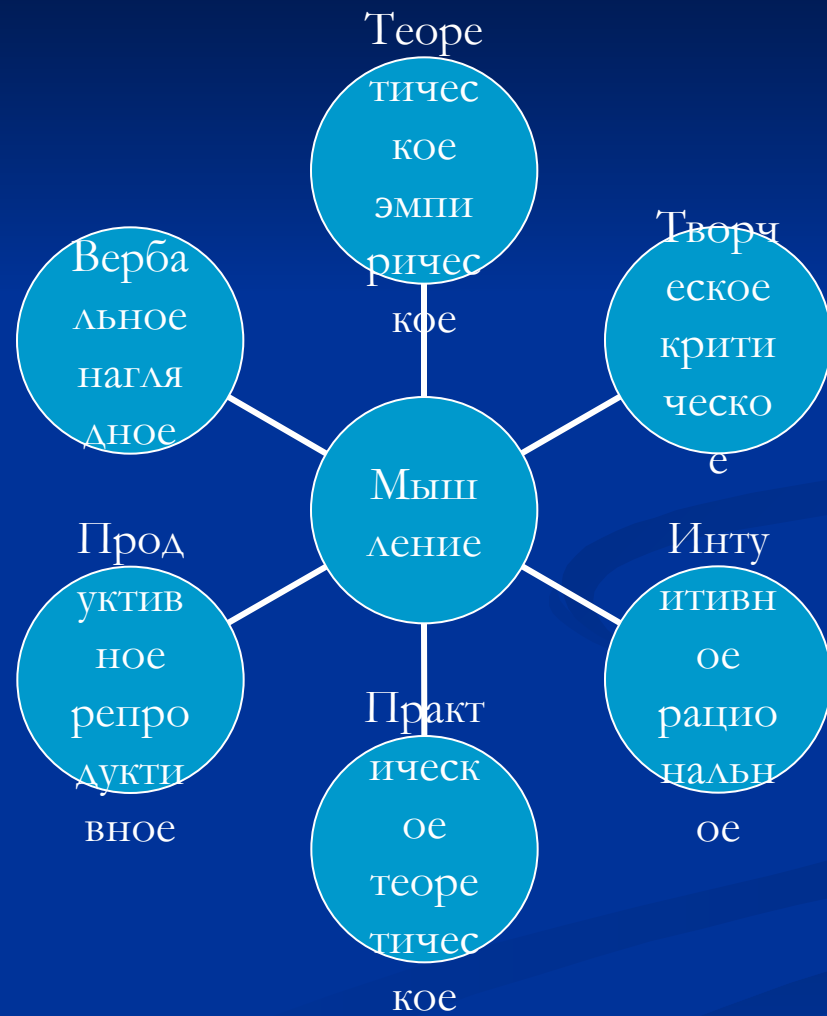 Теоре
тичес
кое
эмпи
ричес
кое
Творч
еское
крити
ческо
е
Инту
итивн
ое
рацио
нальн
ое
Практ
ическ
ое
теоре
тичес
кое
Прод
уктив
ное
репро
дукти
вное
Верба
льное
нагля
дное
Мыш
ление